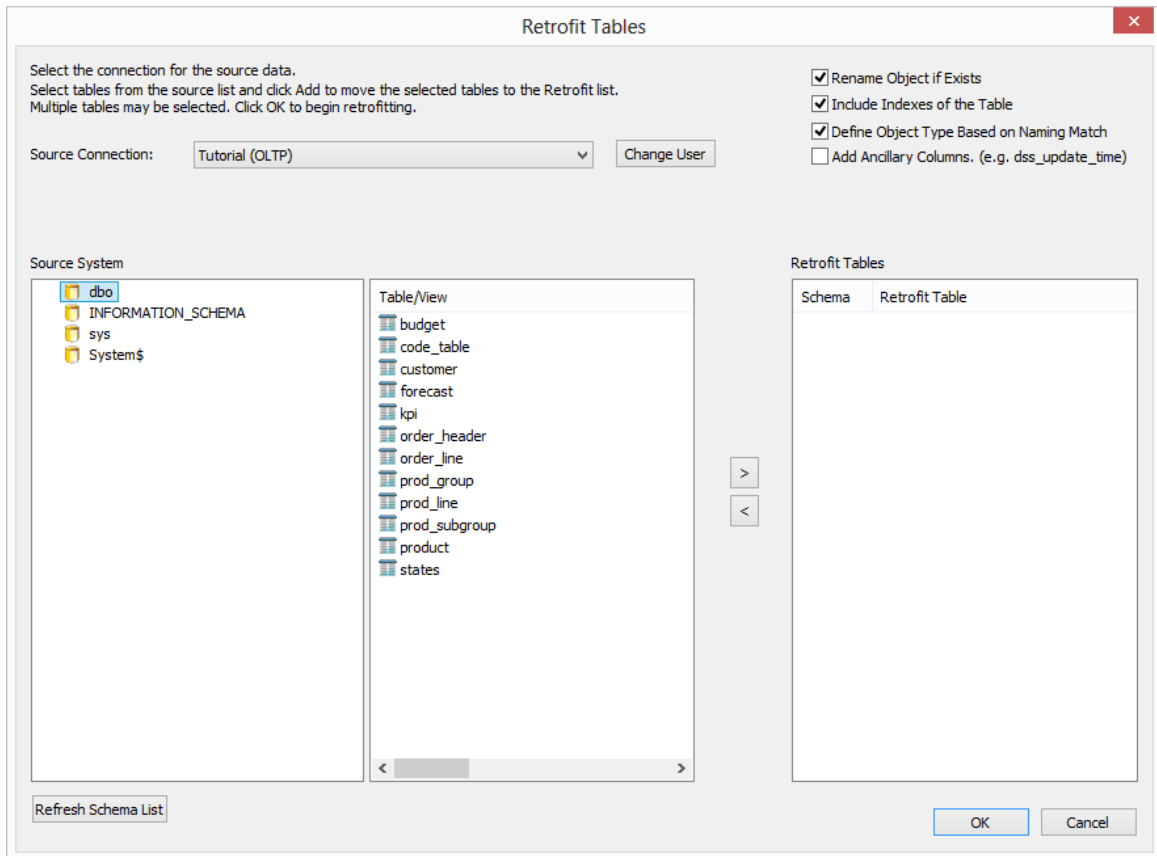 Retrofit Tables
Select the connection for the source data.
Select tables from the source list and click Add to move the selected tables to the Retrofit list.
Multiple tables may be selected. Click OK to begin retrofitting.
Rename Object if Exists
Include Indexes of the Table
Define Object Type Based on Naming Match
Add Ancillary Columns. (e.g. dss_update_time)
Source Connection:
Tutorial (OLTP)
Change User
Source System
dbo
INFORMATION_SCHEMA
sys
System$
Table/View
budget
code_table
customer
forecast
kpi
order_header
order_line
prod_group
prod_line
prod_subgroup
product
states
>
<
Retrofit Tables
Schema Retrofit Table
Refresh Schema List
OK
Cancel